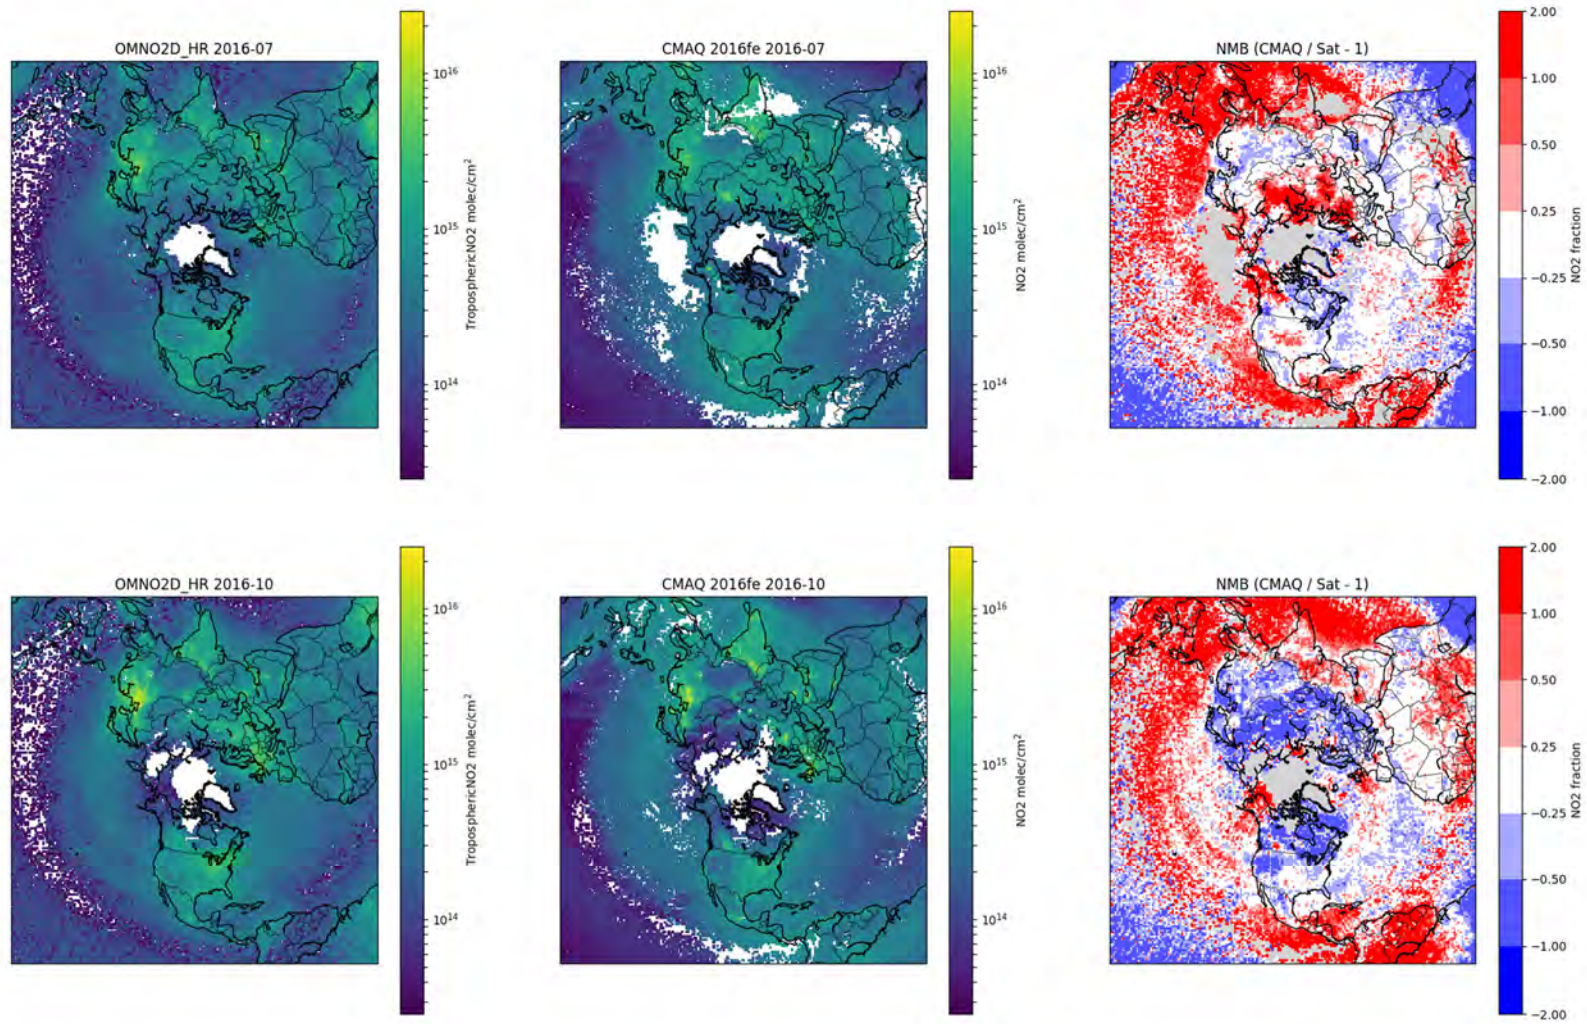 OMNO2D_HR 2016-07
10¹⁶
10¹⁵
10¹⁴
TroposphericNO2 molec/cm²
CMAQ 2016fe 2016-07
10¹⁶
10¹⁵
10¹⁴
NO2 molec/cm²
NMB (CMAQ / Sat - 1)
2.00
1.00
0.50
0.25
−0.25
−0.50
−1.00
−2.00
NO2 fraction
OMNO2D_HR 2016-10
10¹⁶
10¹⁵
10¹⁴
TroposphericNO2 molec/cm²
CMAQ 2016fe 2016-10
10¹⁶
10¹⁵
10¹⁴
NO2 molec/cm²
NMB (CMAQ / Sat - 1)
2.00
1.00
0.50
0.25
−0.25
−0.50
−1.00
−2.00
NO2 fraction